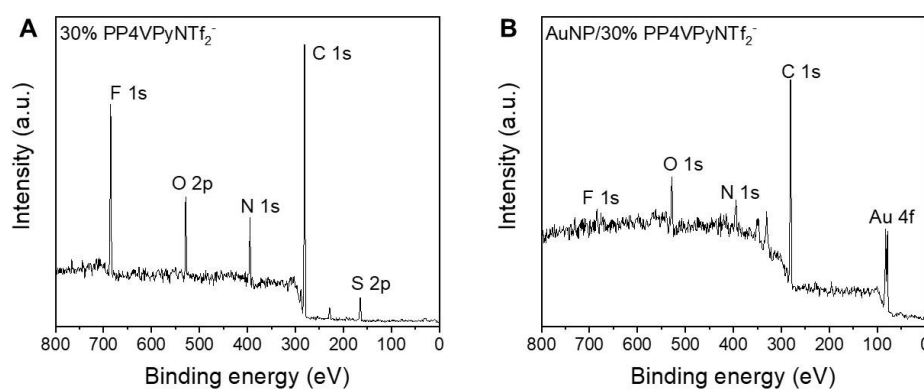 A
30% PP4VPyNTf₂⁻
C 1s
F 1s
O 2p
N 1s
S 2p
Intensity (a.u.)
800 700 600 500 400 300 200 100 0
Binding energy (eV)
B
AuNP/30% PP4VPyNTf₂⁻
C 1s
O 1s
F 1s
N 1s
Au 4f
Intensity (a.u.)
800 700 600 500 400 300 200 100 0
Binding energy (eV)